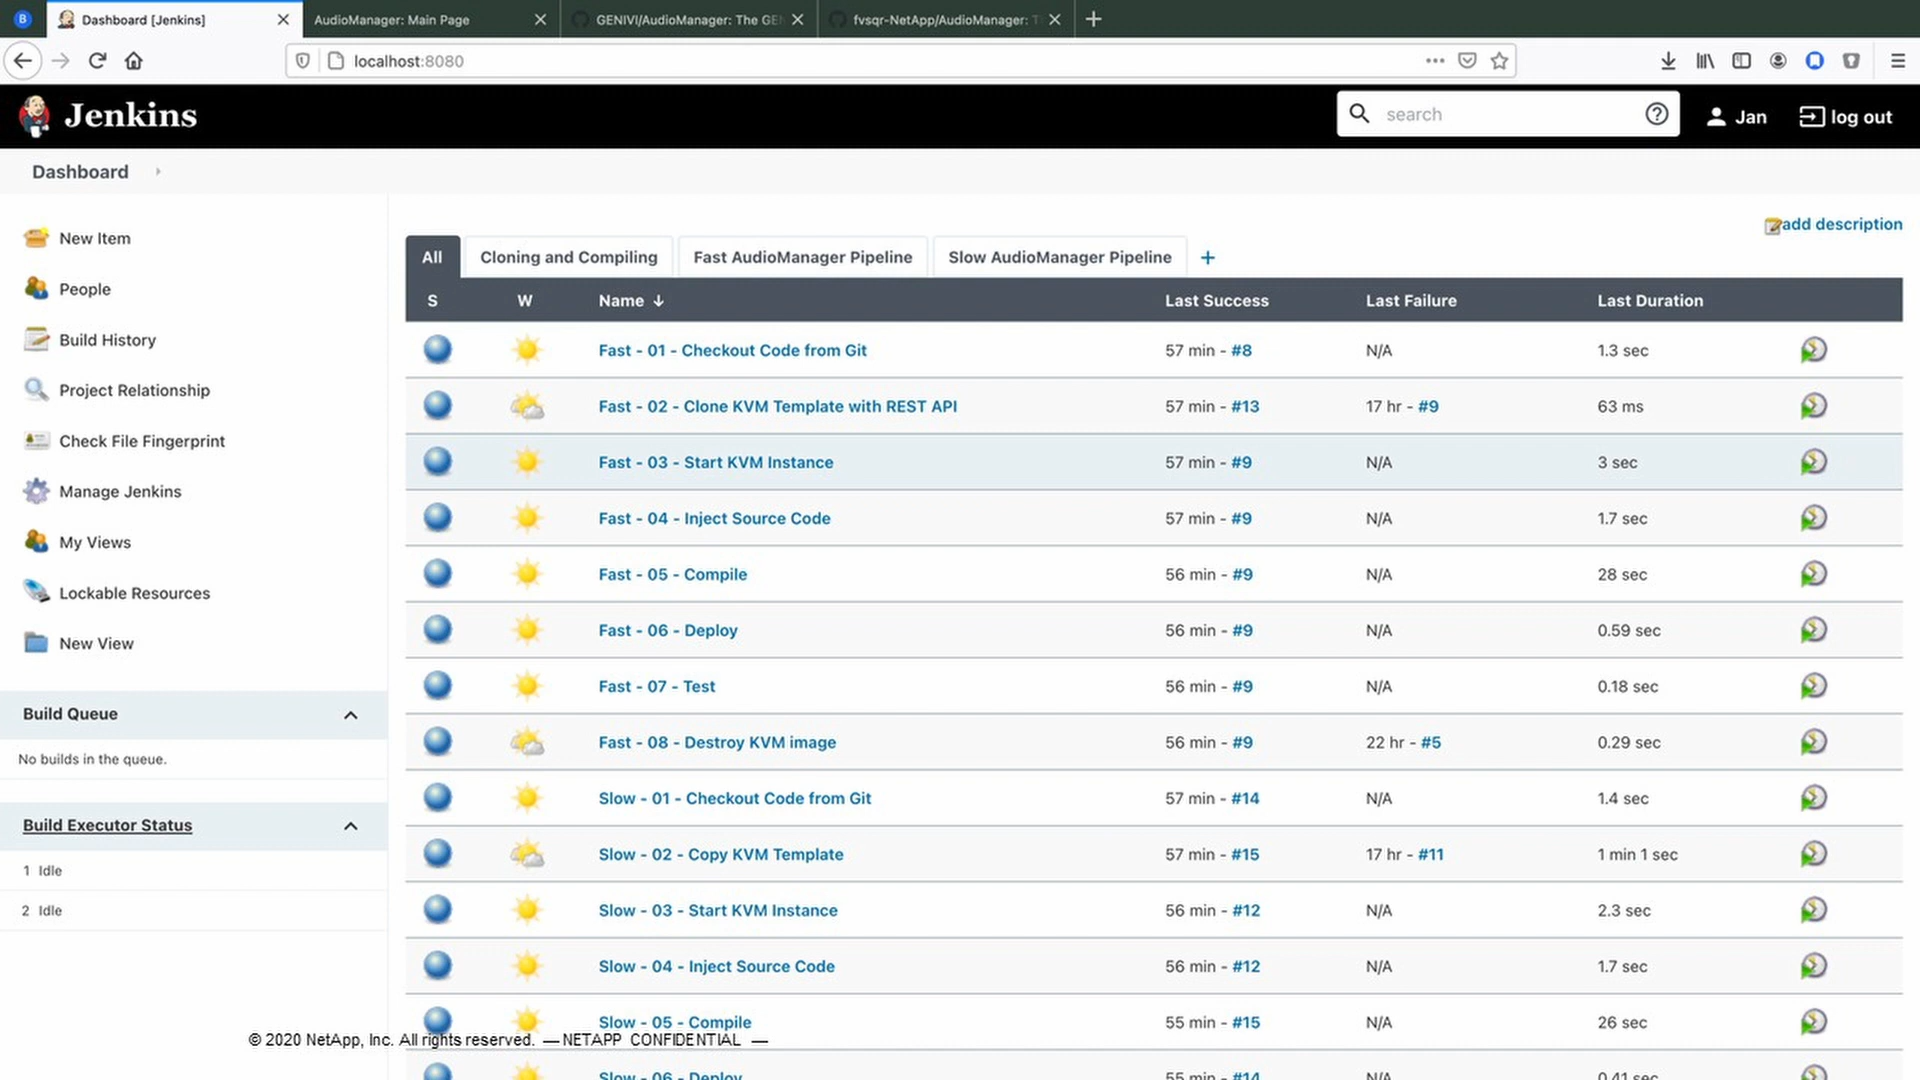 B Dashboard [Jenkins] AudioManager: Main Page GENIVI/AudioManager: The GEN fvsqr-NetApp/AudioManager: T
localhost:8080
Jenkins search Jan log out
Dashboard
add description
New Item
People
Build History
Project Relationship
Check File Fingerprint
Manage Jenkins
My Views
Lockable Resources
New View
Build Queue
No builds in the queue.
Build Executor Status
1 Idle
2 Idle
All Cloning and Compiling Fast AudioManager Pipeline Slow AudioManager Pipeline +
S W Name ↓ Last Success Last Failure Last Duration
Fast - 01 - Checkout Code from Git 57 min - #8 N/A 1.3 sec
Fast - 02 - Clone KVM Template with REST API 57 min - #13 17 hr - #9 63 ms
Fast - 03 - Start KVM Instance 57 min - #9 N/A 3 sec
Fast - 04 - Inject Source Code 57 min - #9 N/A 1.7 sec
Fast - 05 - Compile 56 min - #9 N/A 28 sec
Fast - 06 - Deploy 56 min - #9 N/A 0.59 sec
Fast - 07 - Test 56 min - #9 N/A 0.18 sec
Fast - 08 - Destroy KVM image 56 min - #9 22 hr - #5 0.29 sec
Slow - 01 - Checkout Code from Git 57 min - #14 N/A 1.4 sec
Slow - 02 - Copy KVM Template 57 min - #15 17 hr - #11 1 min 1 sec
Slow - 03 - Start KVM Instance 56 min - #12 N/A 2.3 sec
Slow - 04 - Inject Source Code 56 min - #12 N/A 1.7 sec
Slow - 05 - Compile 55 min - #15 N/A 26 sec
© 2020 NetApp, Inc. All rights reserved. — NETAPP CONFIDENTIAL —
Slow - 06 - Deploy 55 min - #14 N/A 0.41 sec